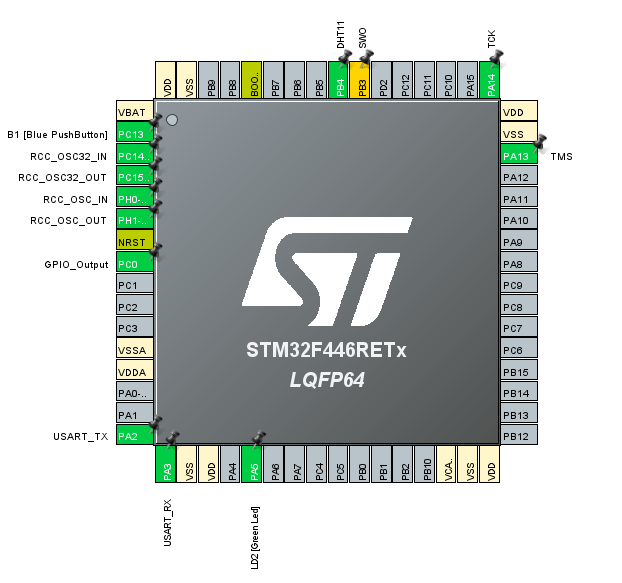 DHT11
SWO
TCK
VDD
VSS
PB9
PB8
BOO..
PB7
PB6
PB5
PB4
PB3
PD2
PC12
PC11
PC10
PA15
PA14
VBAT
B1 [Blue PushButton] PC13
RCC_OSC32_IN PC14..
RCC_OSC32_OUT PC15..
RCC_OSC_IN PH0-..
RCC_OSC_OUT PH1-..
NRST
GPIO_Output PC0
PC1
PC2
PC3
VSSA
VDDA
PA0-..
PA1
USART_TX PA2
STM32F446RETx
LQFP64
VDD
VSS
PA13 TMS
PA12
PA11
PA10
PA9
PA8
PC9
PC8
PC7
PC6
PB15
PB14
PB13
PB12
PA3
VSS
VDD
PA4
PA5
PA6
PA7
PC4
PC5
PB0
PB1
PB2
PB10
VCA..
VSS
VDD
USART_RX
LD2 [Green Led]